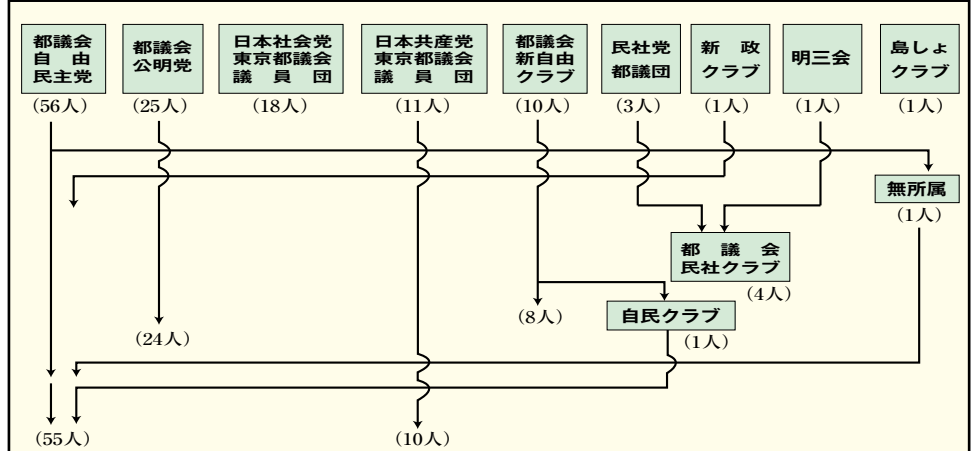 都議会
自由
民主党
(56人)
都議会
公明党
(25人)
日本社会党
東京都議会
議員団
(18人)
日本共産党
東京都議会
議員団
(11人)
都議会
新自由
クラブ
(10人)
民社党
都議団
(3人)
新政
クラブ
(1人)
明三会
(1人)
島しょ
クラブ
(1人)
無所属
(1人)
都議会
民社クラブ
(4人)
自民クラブ
(1人)
(8人)
(24人)
(55人)
(10人)